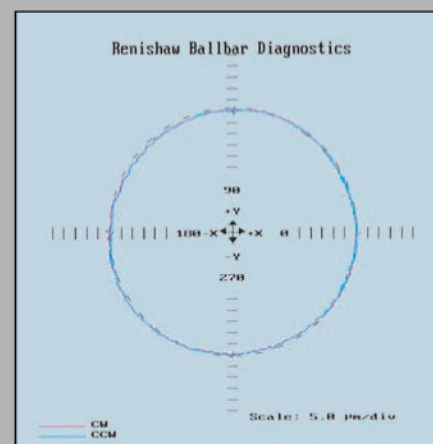 Renishaw Ballbar Diagnostics
90
+Y
180 -X +X 0
-Y
270
Scale: 5.0 µm/div
CW
CCW